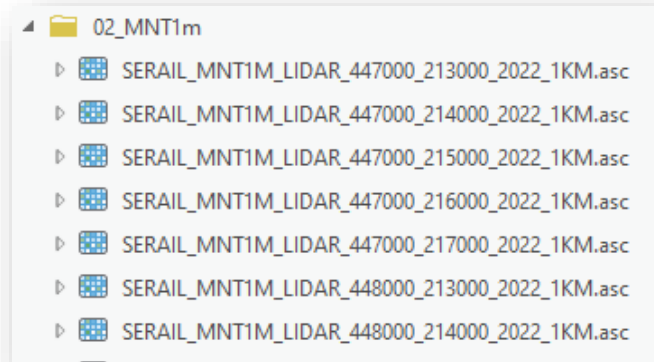 02_MNT1m
SERAIL_MNT1M_LIDAR_447000_213000_2022_1KM.asc
SERAIL_MNT1M_LIDAR_447000_214000_2022_1KM.asc
SERAIL_MNT1M_LIDAR_447000_215000_2022_1KM.asc
SERAIL_MNT1M_LIDAR_447000_216000_2022_1KM.asc
SERAIL_MNT1M_LIDAR_447000_217000_2022_1KM.asc
SERAIL_MNT1M_LIDAR_448000_213000_2022_1KM.asc
SERAIL_MNT1M_LIDAR_448000_214000_2022_1KM.asc